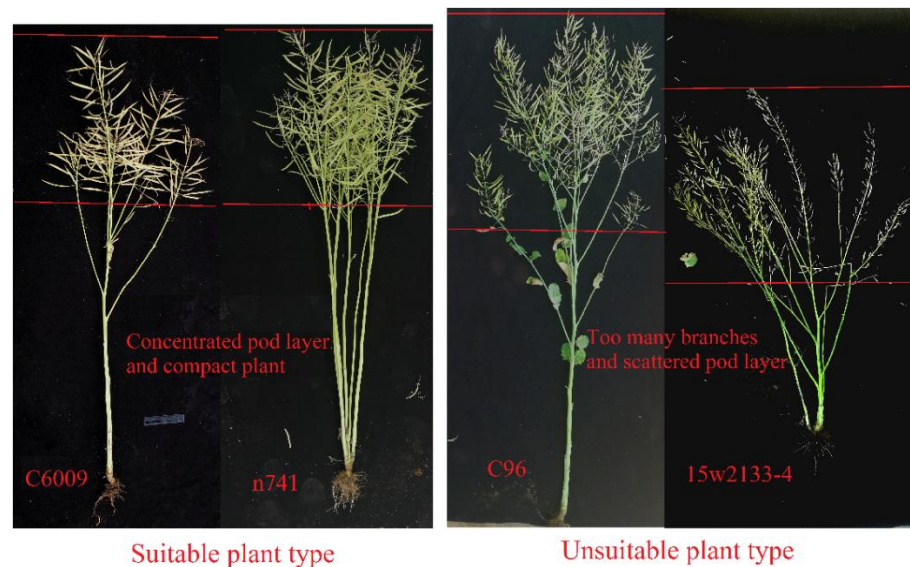 Concentrated pod layer
and compact plant
C6009
n741
Too many branches
and scattered pod layer
C96
15w2133-4
Suitable plant type
Unsuitable plant type